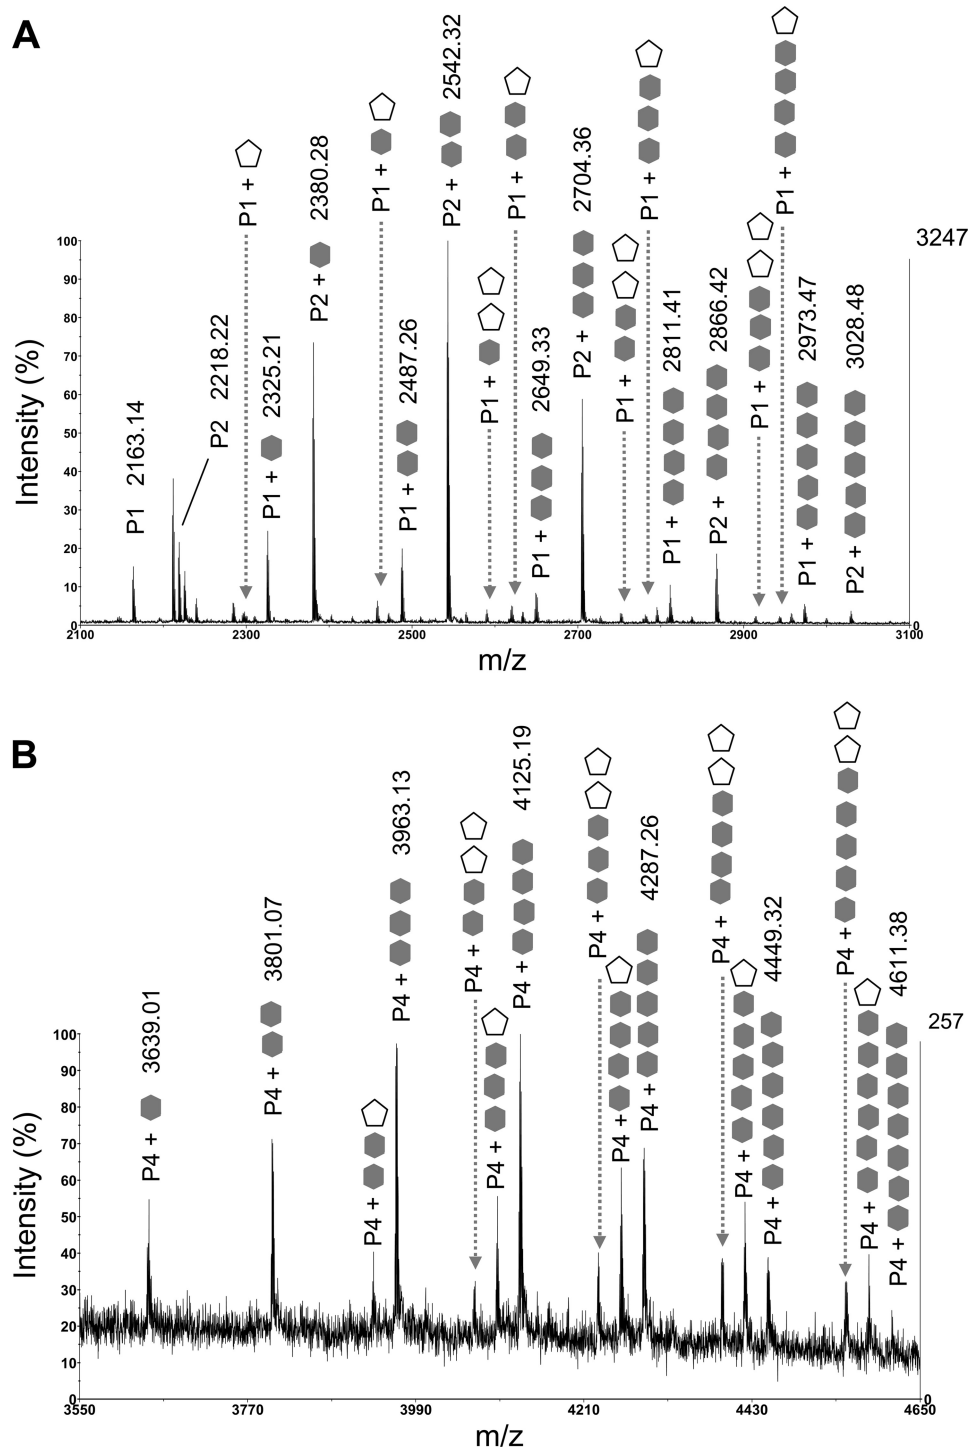 A
P1 2163.14
P2 2218.22
P1 +
P1 + 2325.21
P2 + 2380.28
P1 +
P1 + 2487.26
P2 + 2542.32
P1 +
P1 +
P1 + 2649.33
P2 + 2704.36
P1 +
P1 +
P1 + 2811.41
P2 + 2866.42
P1 +
P1 +
P1 + 2973.47
P2 + 3028.48
3247
Intensity (%)
100
90
80
70
60
50
40
30
20
10
0
0
2100
2300
2500
2700
2900
3100
m/z
B
P4 + 3639.01
P4 + 3801.07
P4 +
P4 + 3963.13
P4 +
P4 +
P4 + 4125.19
P4 +
P4 +
P4 + 4287.26
P4 +
P4 +
P4 + 4449.32
P4 +
P4 +
P4 + 4611.38
257
Intensity (%)
100
90
80
70
60
50
40
30
20
10
0
0
3550
3770
3990
4210
4430
4650
m/z